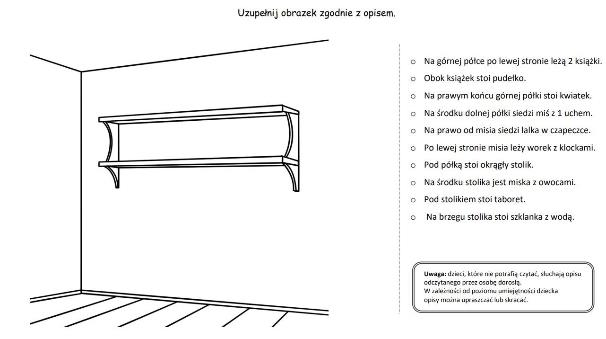 Uzupełnij obrazek zgodnie z opisem.
o Na górnej półce po lewej stronie leżą 2 książki.
o Obok książek stoi pudełko.
o Na prawym końcu górnej półki stoi kwiatek.
o Na środku dolnej półki siedzi miś z 1 uchem.
o Na prawo od misia siedzi lalka w czapeczce.
o Po lewej stronie misia leży worek z klockami.
o Pod półką stoi okrągły stolik.
o Na środku stolika jest miska z owocami.
o Pod stolikiem stoi taboret.
o Na brzegu stolika stoi szklanka z wodą.
Uwaga: dzieci, które nie potrafią czytać, słuchają opisu
odczytanego przez osobę dorosłą.
W zależności od poziomu umiejętności dziecka
opisy można upraszczać lub skracać.